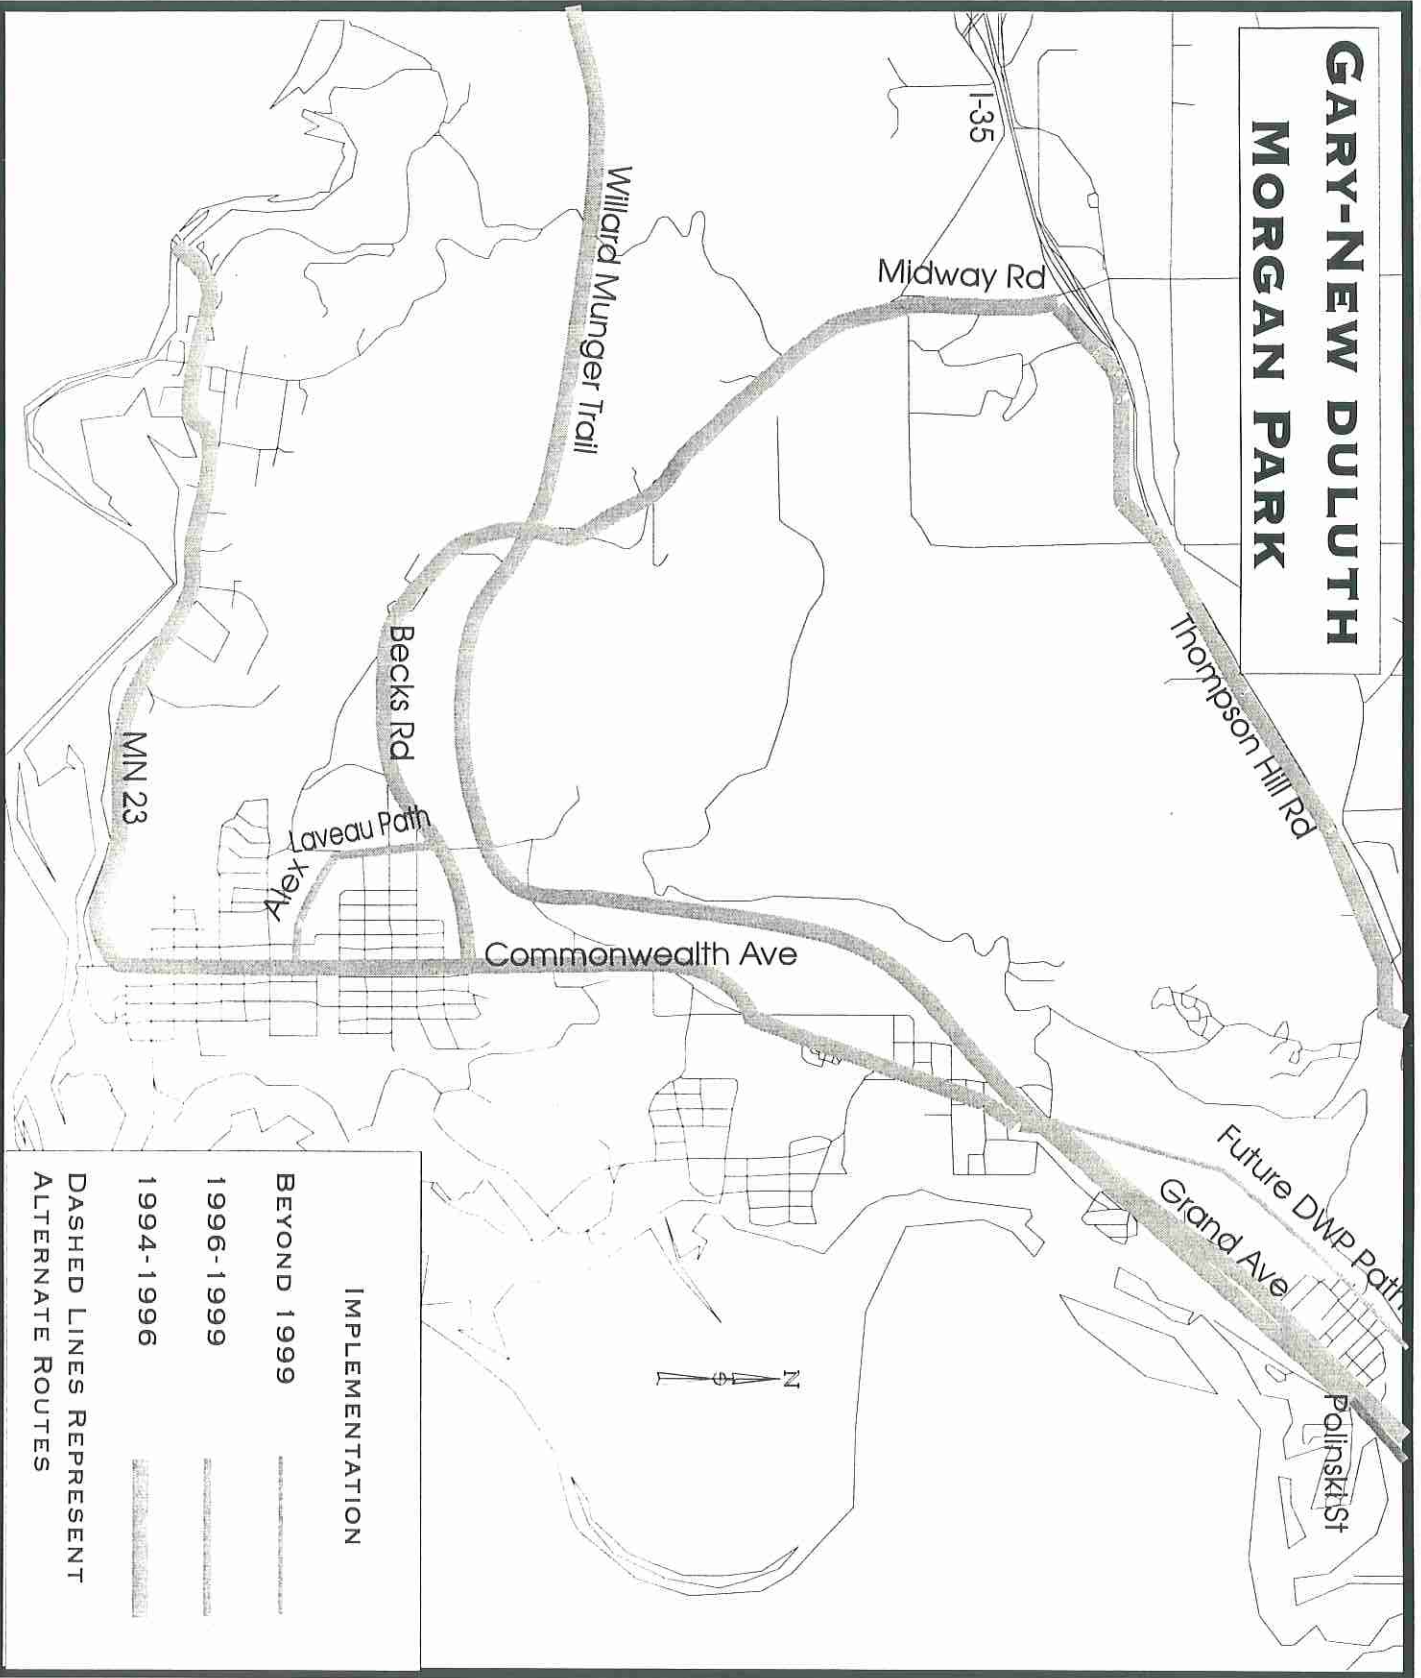 GARY-NEW DULUTH
MORGAN PARK
I-35
Midway Rd
Willard Munger Trail
Thompson Hill Rd
Becks Rd
MN 23
Laveau Path
Commonwealth Ave
Future DWP Path
Grand Ave
Polinski St
N
IMPLEMENTATION
BEYOND 1999
1996-1999
1994-1996
DASHED LINES REPRESENT
ALTERNATE ROUTES